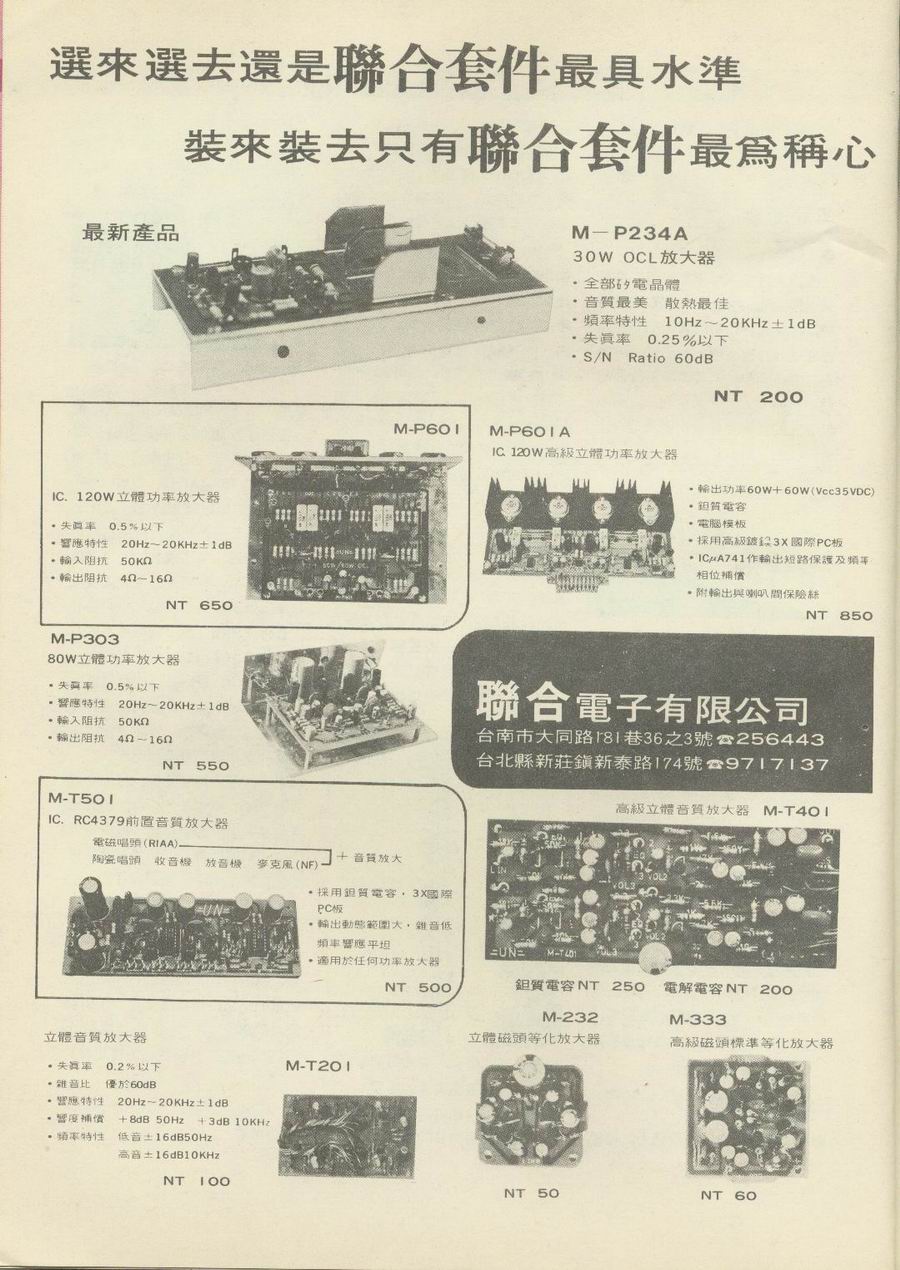 選來選去還是聯合套件最具水準
裝來裝去只有聯合套件最為稱心
最新產品
M－P234A
30W OCL放大器
・全部矽電晶體
・音質最美　散熱最佳
・頻率特性　10Hz～20KHz±1dB
・失眞率　0.25%以下
・S/N　Ratio 60dB
NT 200
M-P601
IC. 120W立體功率放大器
・失眞率　0.5%以下
・響應特性　20Hz～20KHz±1dB
・輸入阻抗　50KΩ
・輸出阻抗　4Ω～16Ω
NT 650
M-P601A
IC. 120W高級立體功率放大器
・輸出功率60W＋60W(Vcc35VDC)
・鉭質電容
・電腦模板
・採用高級鍍錫3X國際PC板
・ICμA741作輸出短路保護及頻率
相位補償
・附輸出與喇叭間保險絲
NT 850
M-P303
80W立體功率放大器
・失眞率　0.5%以下
・響應特性　20Hz～20KHz±1dB
・輸入阻抗　50KΩ
・輸出阻抗　4Ω～16Ω
NT 550
聯合電子有限公司
台南市大同路181巷36之3號☎256443
台北縣新莊鎭新泰路174號☎9717137
M-T501
IC. RC4379前置音質放大器
電磁唱頭(RIAA)
陶瓷唱頭　收音機　放音機　麥克風(NF)
＋音質放大
・採用鉭質電容，3X國際
PC板
・輸出動態範圍大，雜音低
頻率響應平坦
・適用於任何功率放大器
=UN=
NT 500
高級立體音質放大器　M-T401
VOL2
=UN=
M-T401
鉭質電容NT 250　電解電容NT 200
立體音質放大器
・失眞率　0.2%以下
・雜音比　優於60dB
・響應特性　20Hz～20KHz±1dB
・響度補償　＋8dB 50Hz　＋3dB 10KHz
・頻率特性　低音±16dB50Hz
高音±16dB10KHz
NT 100
M-T201
M-232
立體磁頭等化放大器
NT 50
M-333
高級磁頭標準等化放大器
NT 60